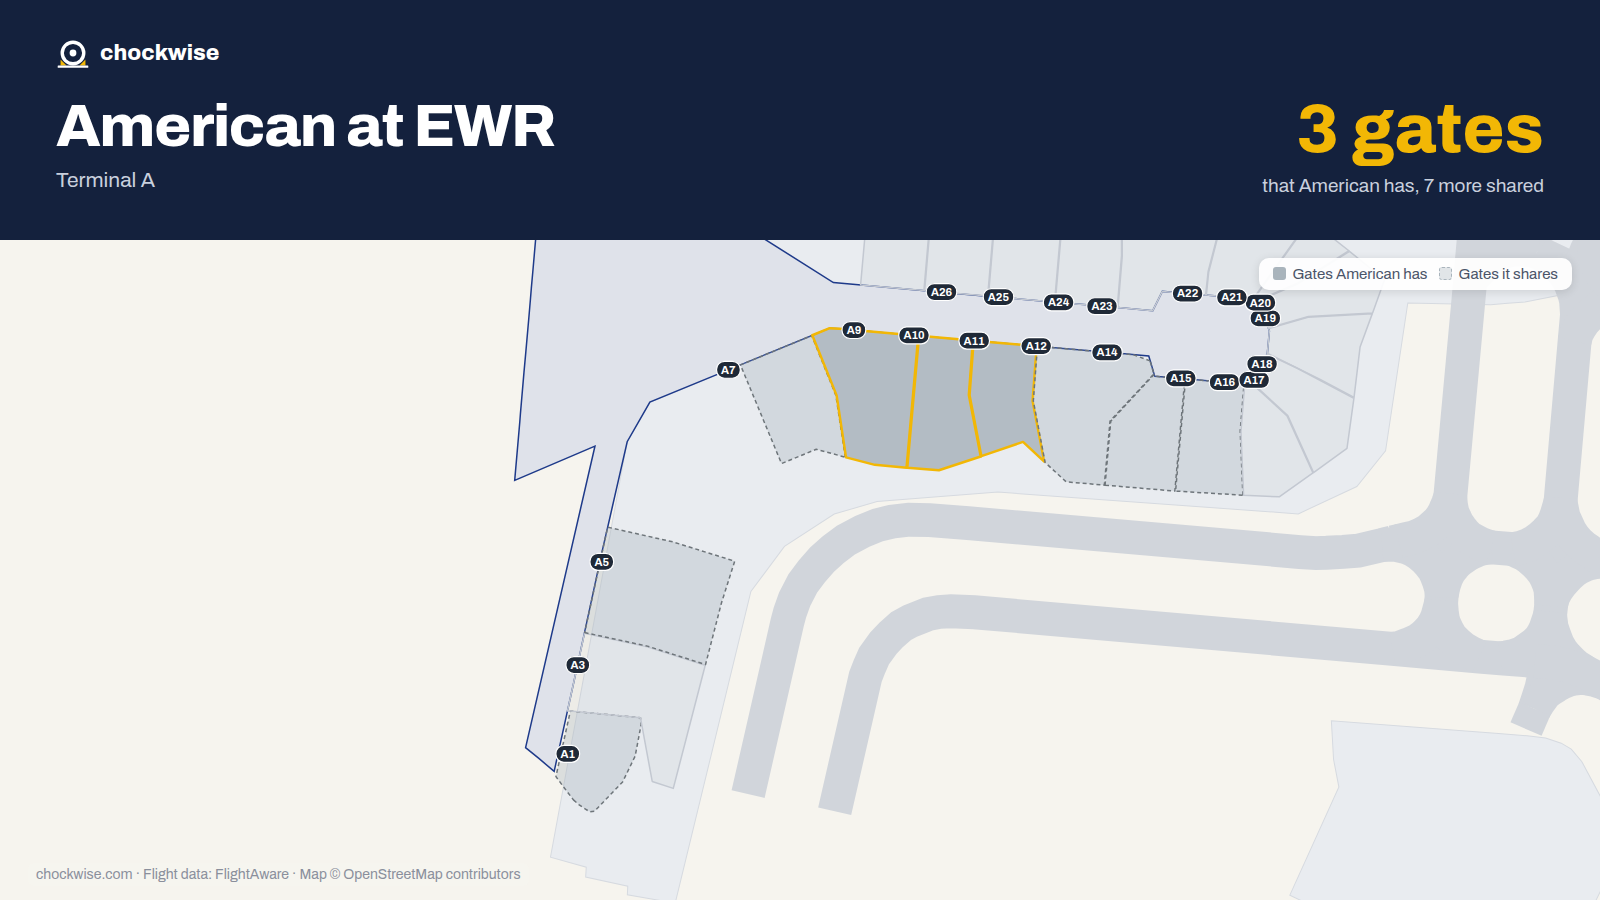 chockwise
American at EWR
Terminal A
3 gates
that American has, 7 more shared
Gates American has
Gates it shares
A26
A25
A24
A23
A22
A21
A20
A19
A9
A10
A11
A12
A14
A18
A7
A15
A16
A17
A5
A3
A1
chockwise.com · Flight data: FlightAware · Map © OpenStreetMap contributors